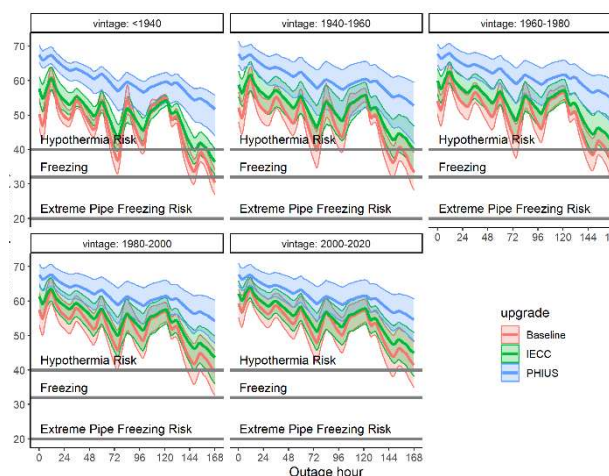 vintage: <1940
vintage: 1940-1960
vintage: 1960-1980
70
60
50
40
30
20
Hypothermia Risk
Freezing
Extreme Pipe Freezing Risk
Hypothermia Risk
Freezing
Extreme Pipe Freezing Risk
Hypothermia Risk
Freezing
Extreme Pipe Freezing Risk
0 24 48 72 96 120 144 16
vintage: 1980-2000
vintage: 2000-2020
70
60
50
40
30
20
Hypothermia Risk
Freezing
Extreme Pipe Freezing Risk
Hypothermia Risk
Freezing
Extreme Pipe Freezing Risk
0 24 48 72 96 120 144 168
0 24 48 72 96 120 144 168
Outage hour
upgrade
Baseline
IECC
PHIUS